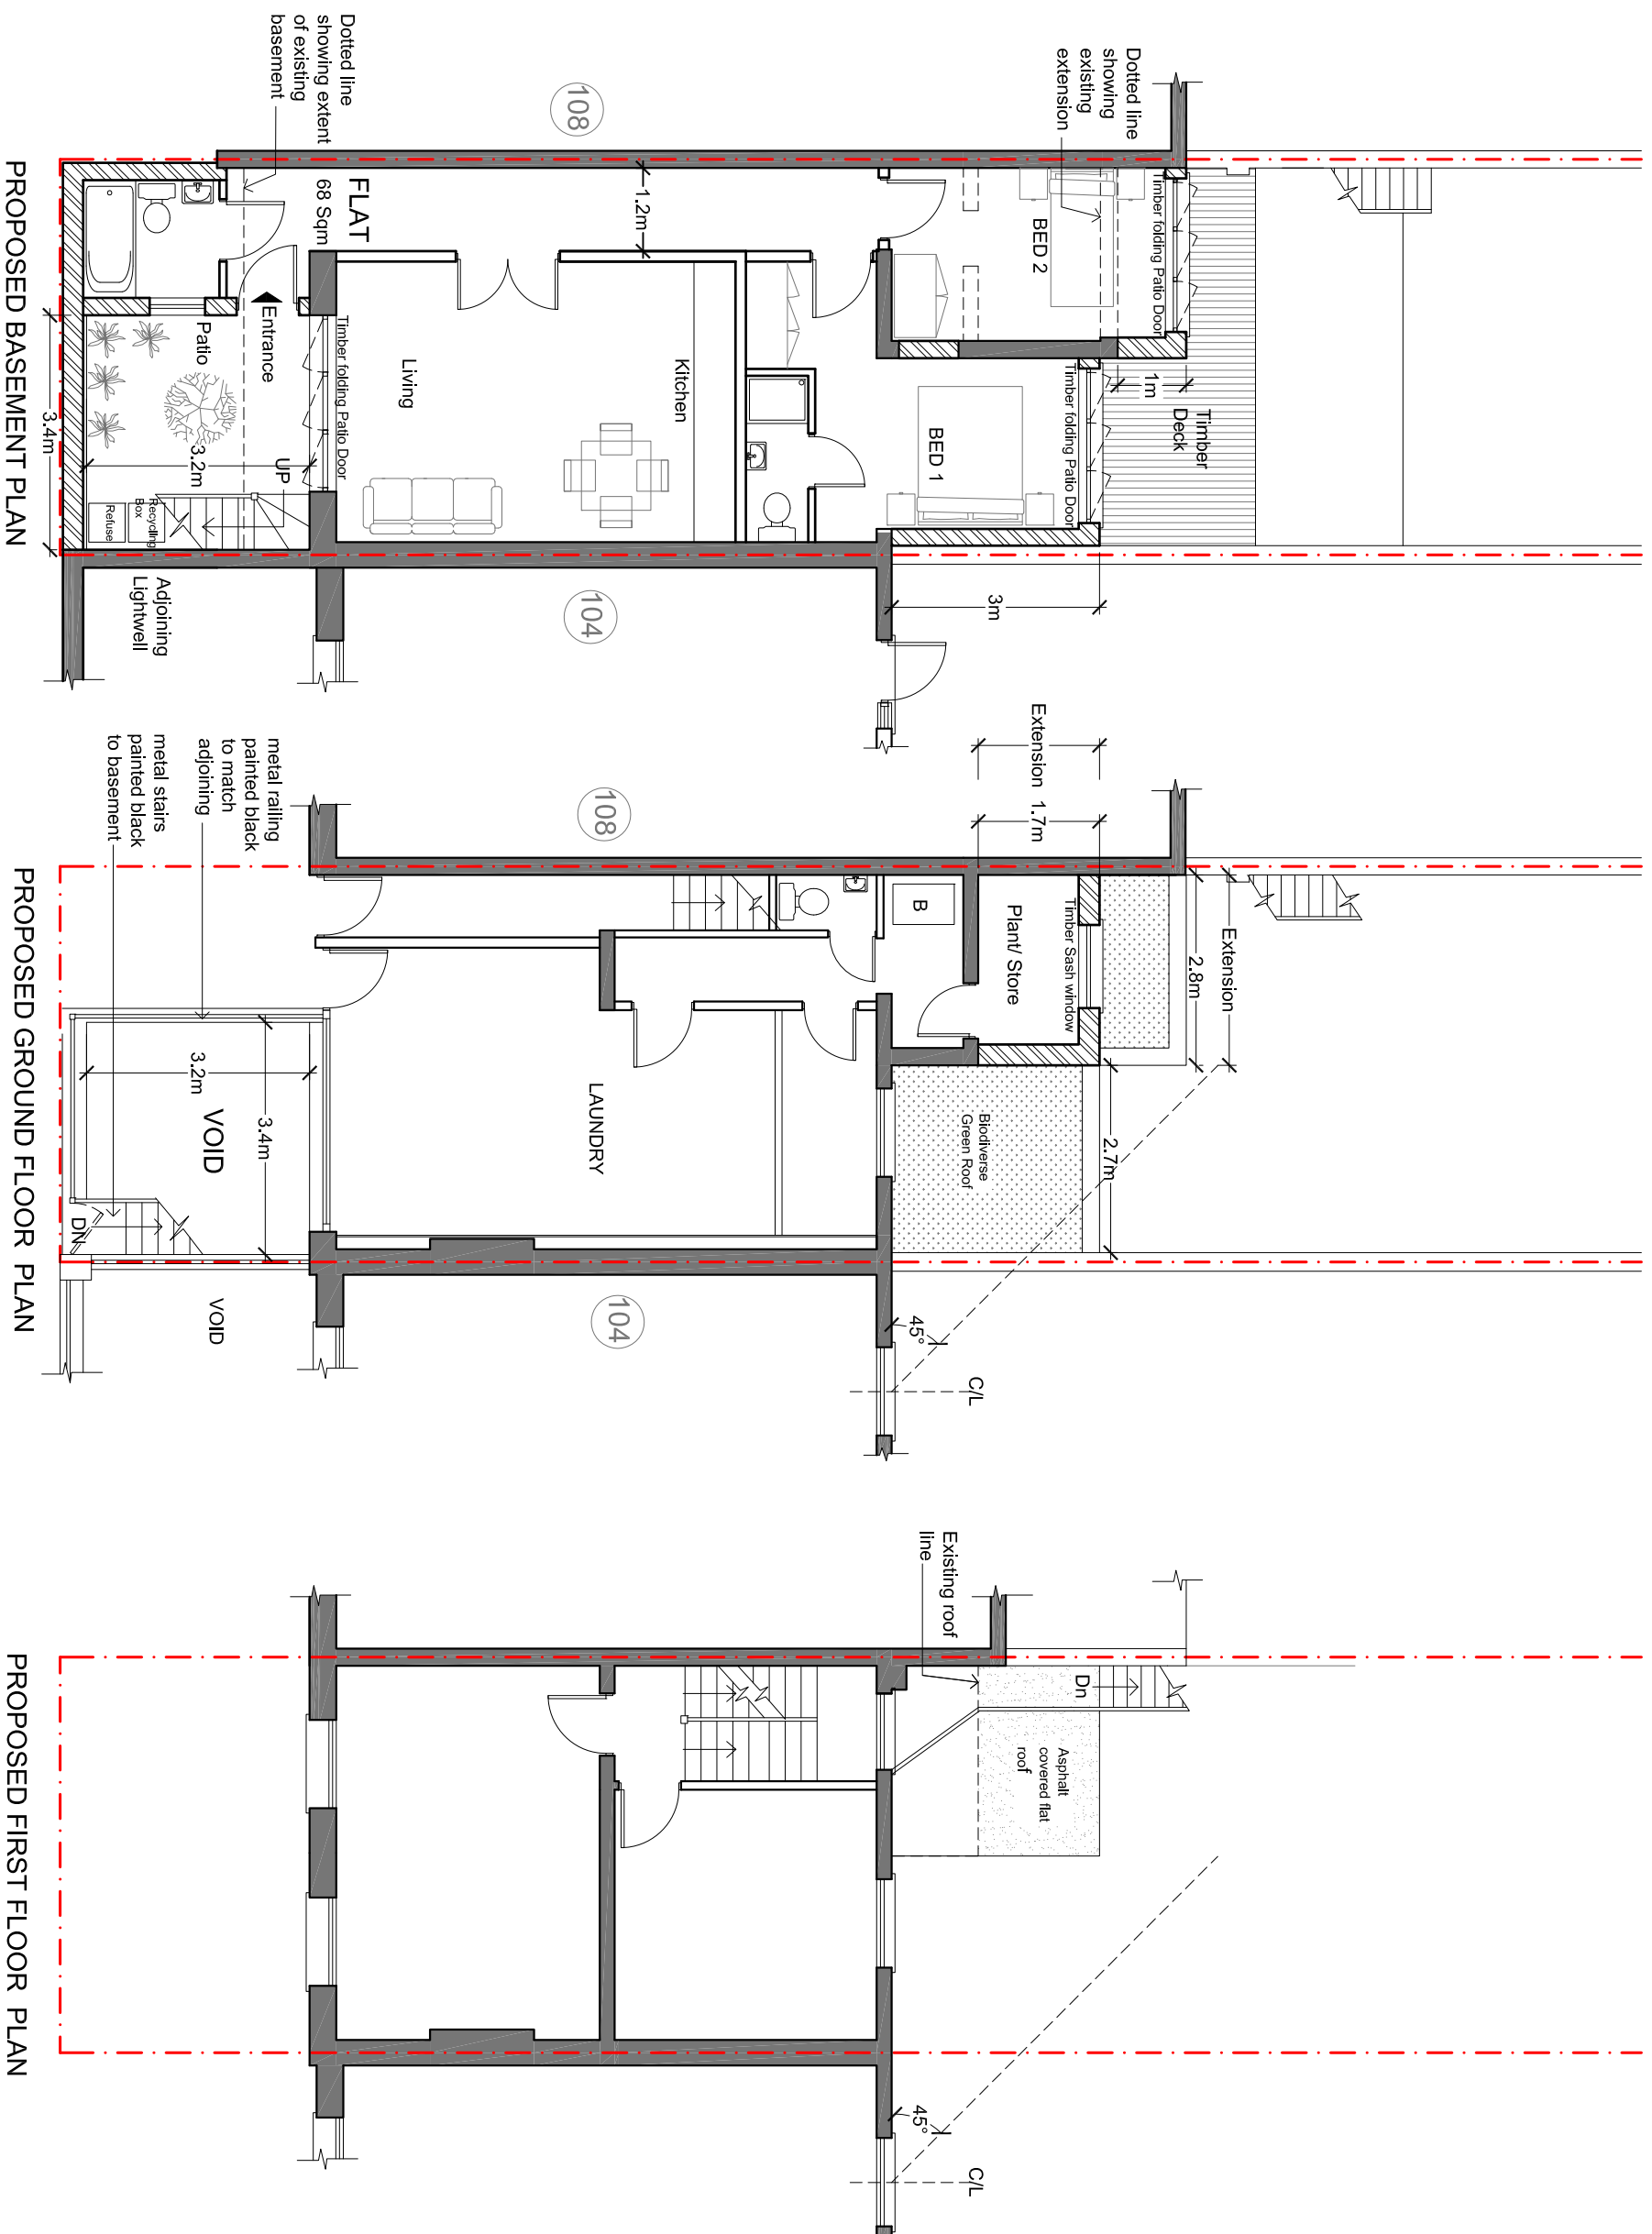 Dotted line
showing
existing
extension
Timber folding Patio Door
BED 2
1m
Timber
Deck
Timber folding Patio Door
BED 1
3m
108
1.2m
Kitchen
Living
104
Dotted line
showing extent
of existing
basement
FLAT
68 Sqm
Timber folding Patio Door
Entrance
Patio
UP
3.2m
Recycling
Box
Refuse
3.4m
Adjoining
Lightwell
PROPOSED BASEMENT PLAN
Extension
Extension
2.8m
1.7m
Timber Sash window
Plant/ Store
2.7m
Biodiverse
Green Roof
B
45°
C/L
108
LAUNDRY
104
metal railing
painted black
to match
adjoining
metal stairs
painted black
to basement
3.4m
3.2m
VOID
DN
VOID
PROPOSED GROUND FLOOR PLAN
Dn
Existing roof
line
Asphalt
covered flat
roof
45°
C/L
PROPOSED FIRST FLOOR PLAN